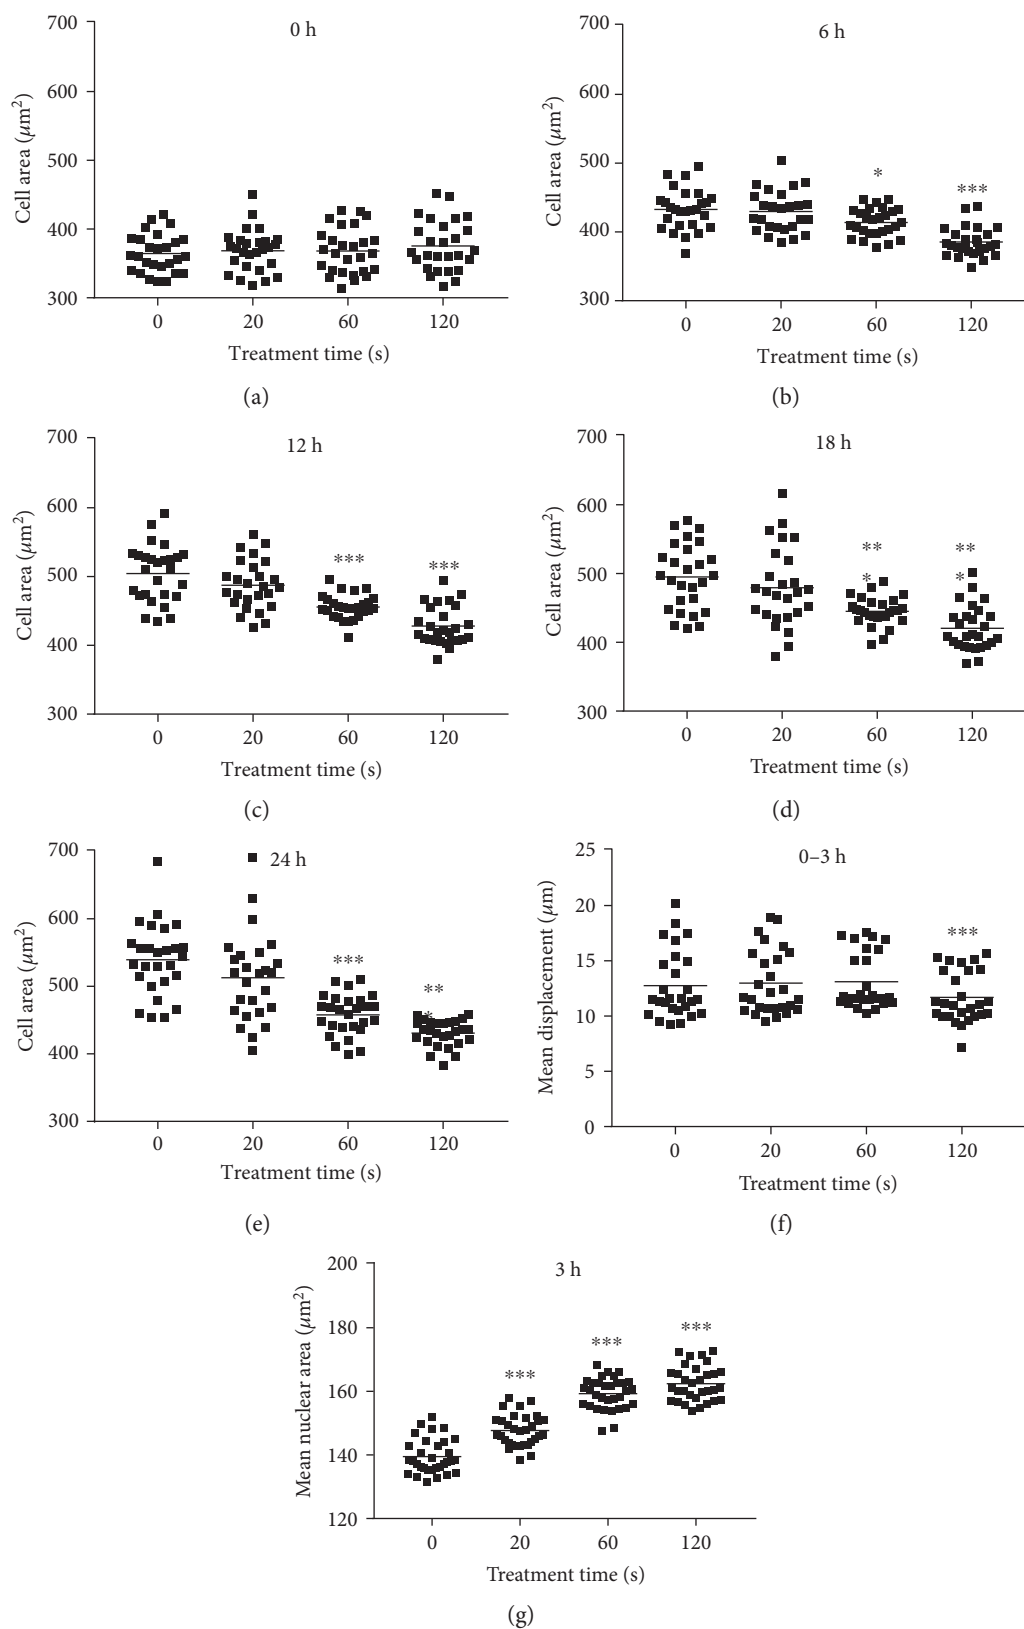 0 h
700
600
500
400
300
Cell area (μm²)
0 20 60 120
Treatment time (s)
(a)
6 h
700
600
500
400
300
Cell area (μm²)
*
***
0 20 60 120
Treatment time (s)
(b)
12 h
700
600
500
400
300
Cell area (μm²)
***
***
0 20 60 120
Treatment time (s)
(c)
18 h
700
600
500
400
300
Cell area (μm²)
** **
* *
0 20 60 120
Treatment time (s)
(d)
24 h
700
600
500
400
300
Cell area (μm²)
***
**
*
0 20 60 120
Treatment time (s)
(e)
0–3 h
25
20
15
10
5
0
Mean displacement (μm)
***
0 20 60 120
Treatment time (s)
(f)
3 h
200
180
160
140
120
Mean nuclear area (μm²)
***
***
***
0 20 60 120
Treatment time (s)
(g)